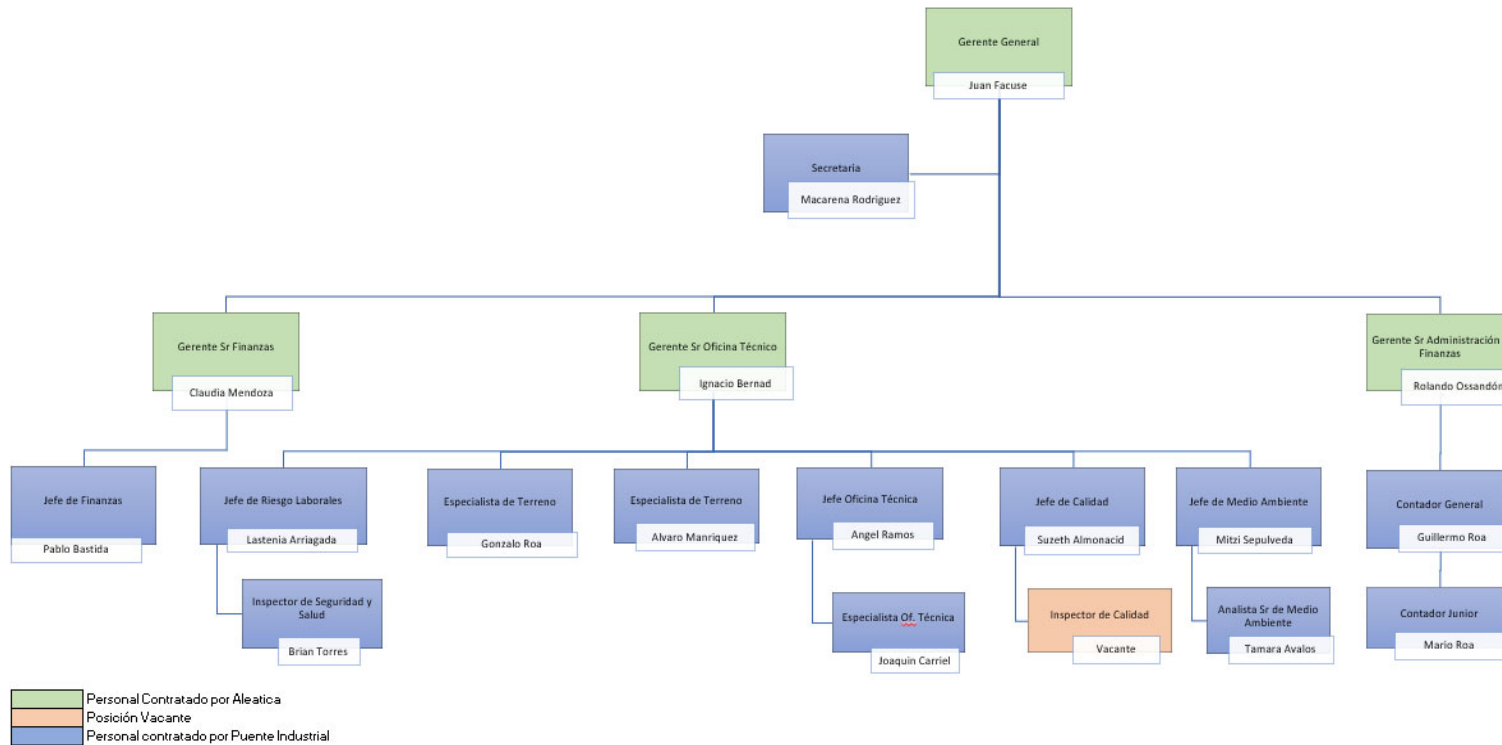 Gerente General
Juan Facuse
Secretaria
Macarena Rodriguez
Gerente Sr Finanzas
Claudia Mendoza
Gerente Sr Oficina Técnico
Ignacio Bernad
Gerente Sr Administración
Finanzas
Rolando Ossandón
Jefe de Finanzas
Pablo Bastida
Jefe de Riesgo Laborales
Lastenia Arriagada
Especialista de Terreno
Gonzalo Roa
Especialista de Terreno
Alvaro Manriquez
Jefe Oficina Técnica
Angel Ramos
Jefe de Calidad
Suzeth Almonacid
Jefe de Medio Ambiente
Mitzi Sepulveda
Contador General
Guillermo Roa
Inspector de Seguridad y
Salud
Brian Torres
Especialista Of. Técnica
Joaquin Carriel
Inspector de Calidad
Vacante
Analista Sr de Medio
Ambiente
Tamara Avalos
Contador Junior
Mario Roa
Personal Contratado por Aleatica
Posición Vacante
Personal contratado por Puente Industrial